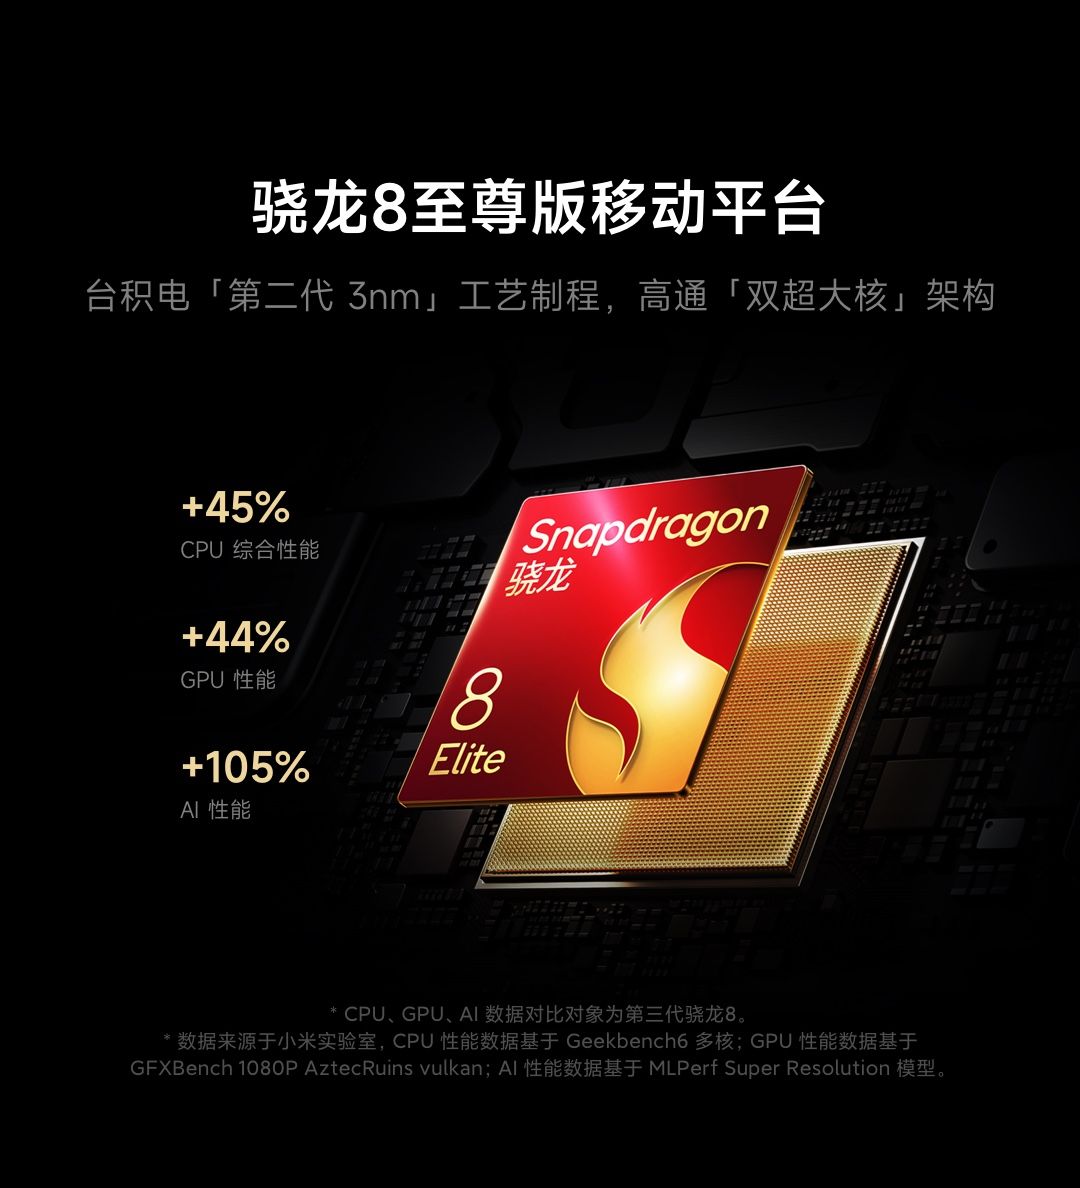 骁龙8至尊版移动平台
台积电「第二代 3nm」工艺制程，高通「双超大核」架构
+45%
CPU 综合性能
+44%
GPU 性能
+105%
AI 性能
Snapdragon
骁龙
8
Elite
* CPU、GPU、AI 数据对比对象为第三代骁龙8。
* 数据来源于小米实验室，CPU 性能数据基于 Geekbench6 多核；GPU 性能数据基于
GFXBench 1080P AztecRuins vulkan；AI 性能数据基于 MLPerf Super Resolution 模型。